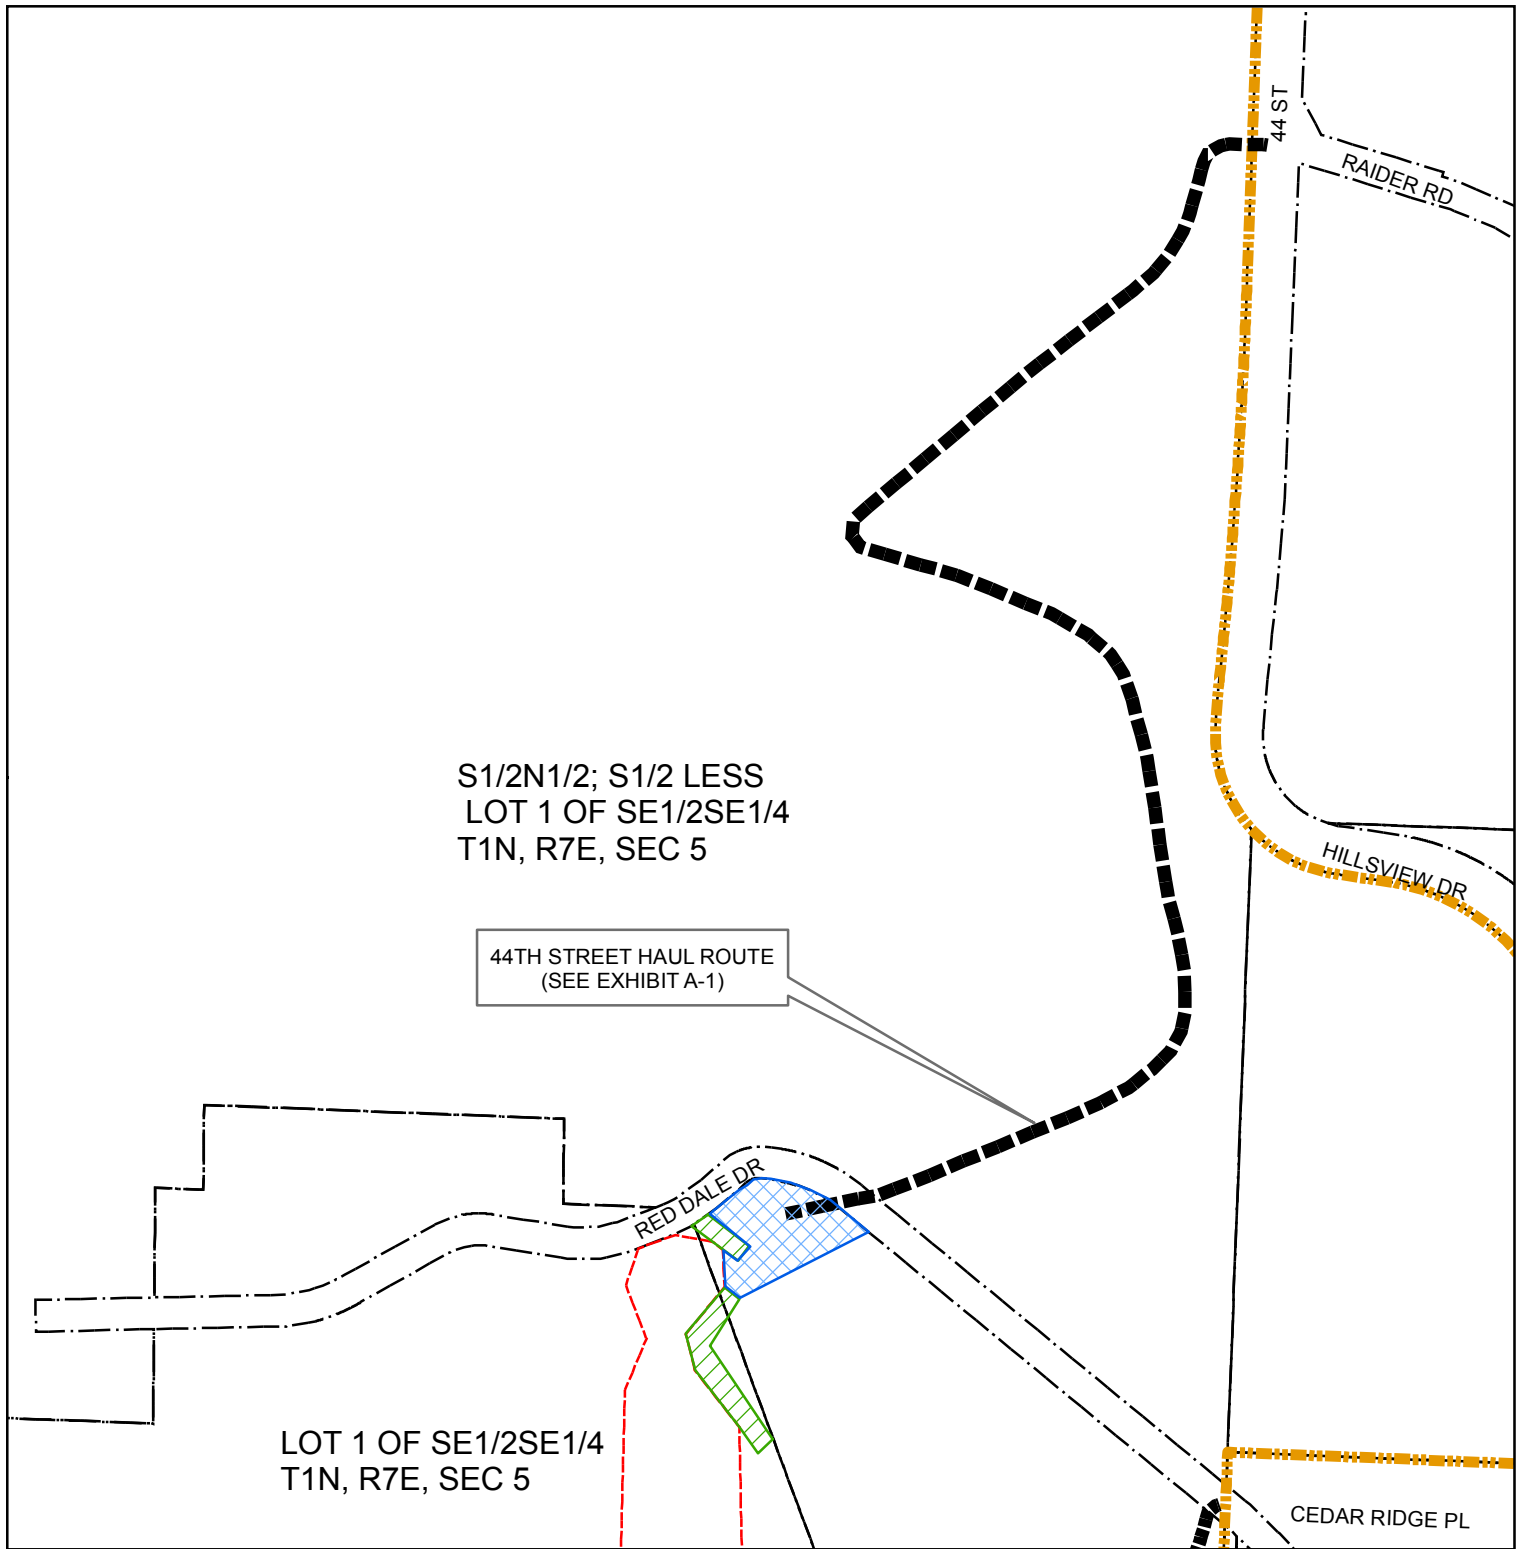 44 ST
RAIDER RD
S1/2N1/2; S1/2 LESS
LOT 1 OF SE1/2SE1/4
T1N, R7E, SEC 5
HILLSVIEW DR
44TH STREET HAUL ROUTE
(SEE EXHIBIT A-1)
RED DALE DR
LOT 1 OF SE1/2SE1/4
T1N, R7E, SEC 5
CEDAR RIDGE PL